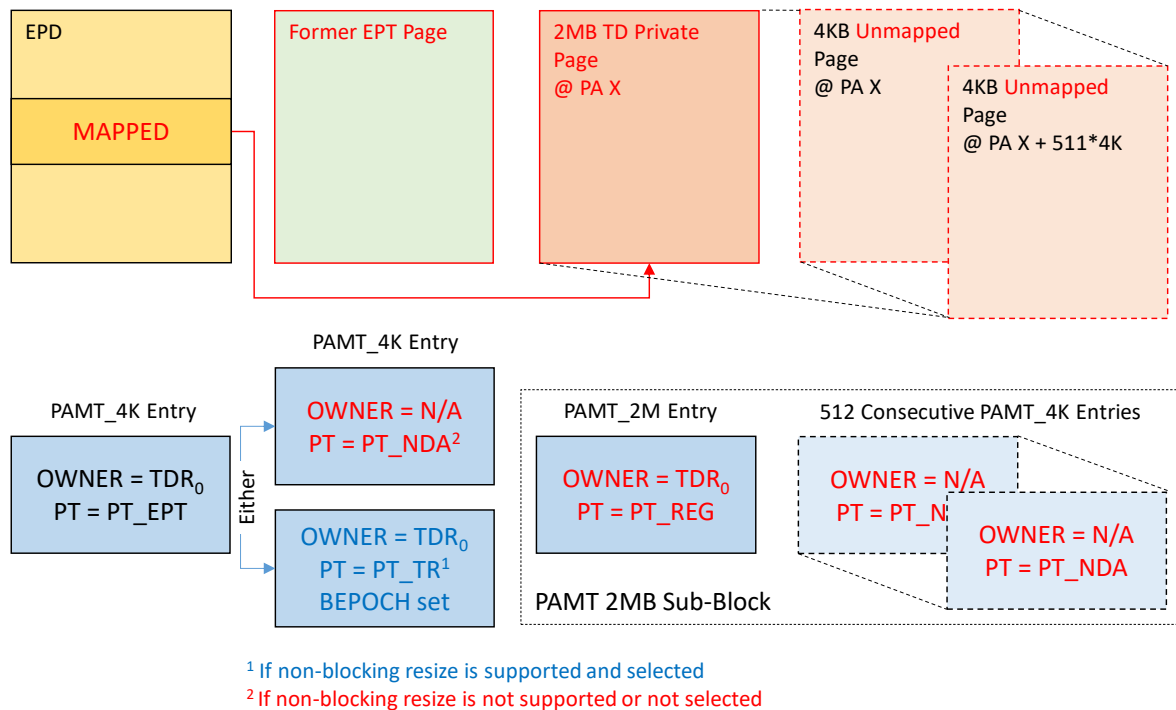 EPD
MAPPED
Former EPT Page
2MB TD Private
Page
@ PA X
4KB Unmapped
Page
@ PA X
4KB Unmapped
Page
@ PA X + 511*4K
PAMT_4K Entry
OWNER = TDR₀
PT = PT_EPT
Either
PAMT_4K Entry
OWNER = N/A
PT = PT_NDA²
OWNER = TDR₀
PT = PT_TR¹
BEPOCH set
PAMT_2M Entry
OWNER = TDR₀
PT = PT_REG
512 Consecutive PAMT_4K Entries
OWNER = N/A
PT = PT_N
OWNER = N/A
PT = PT_NDA
PAMT 2MB Sub-Block
¹ If non-blocking resize is supported and selected
² If non-blocking resize is not supported or not selected